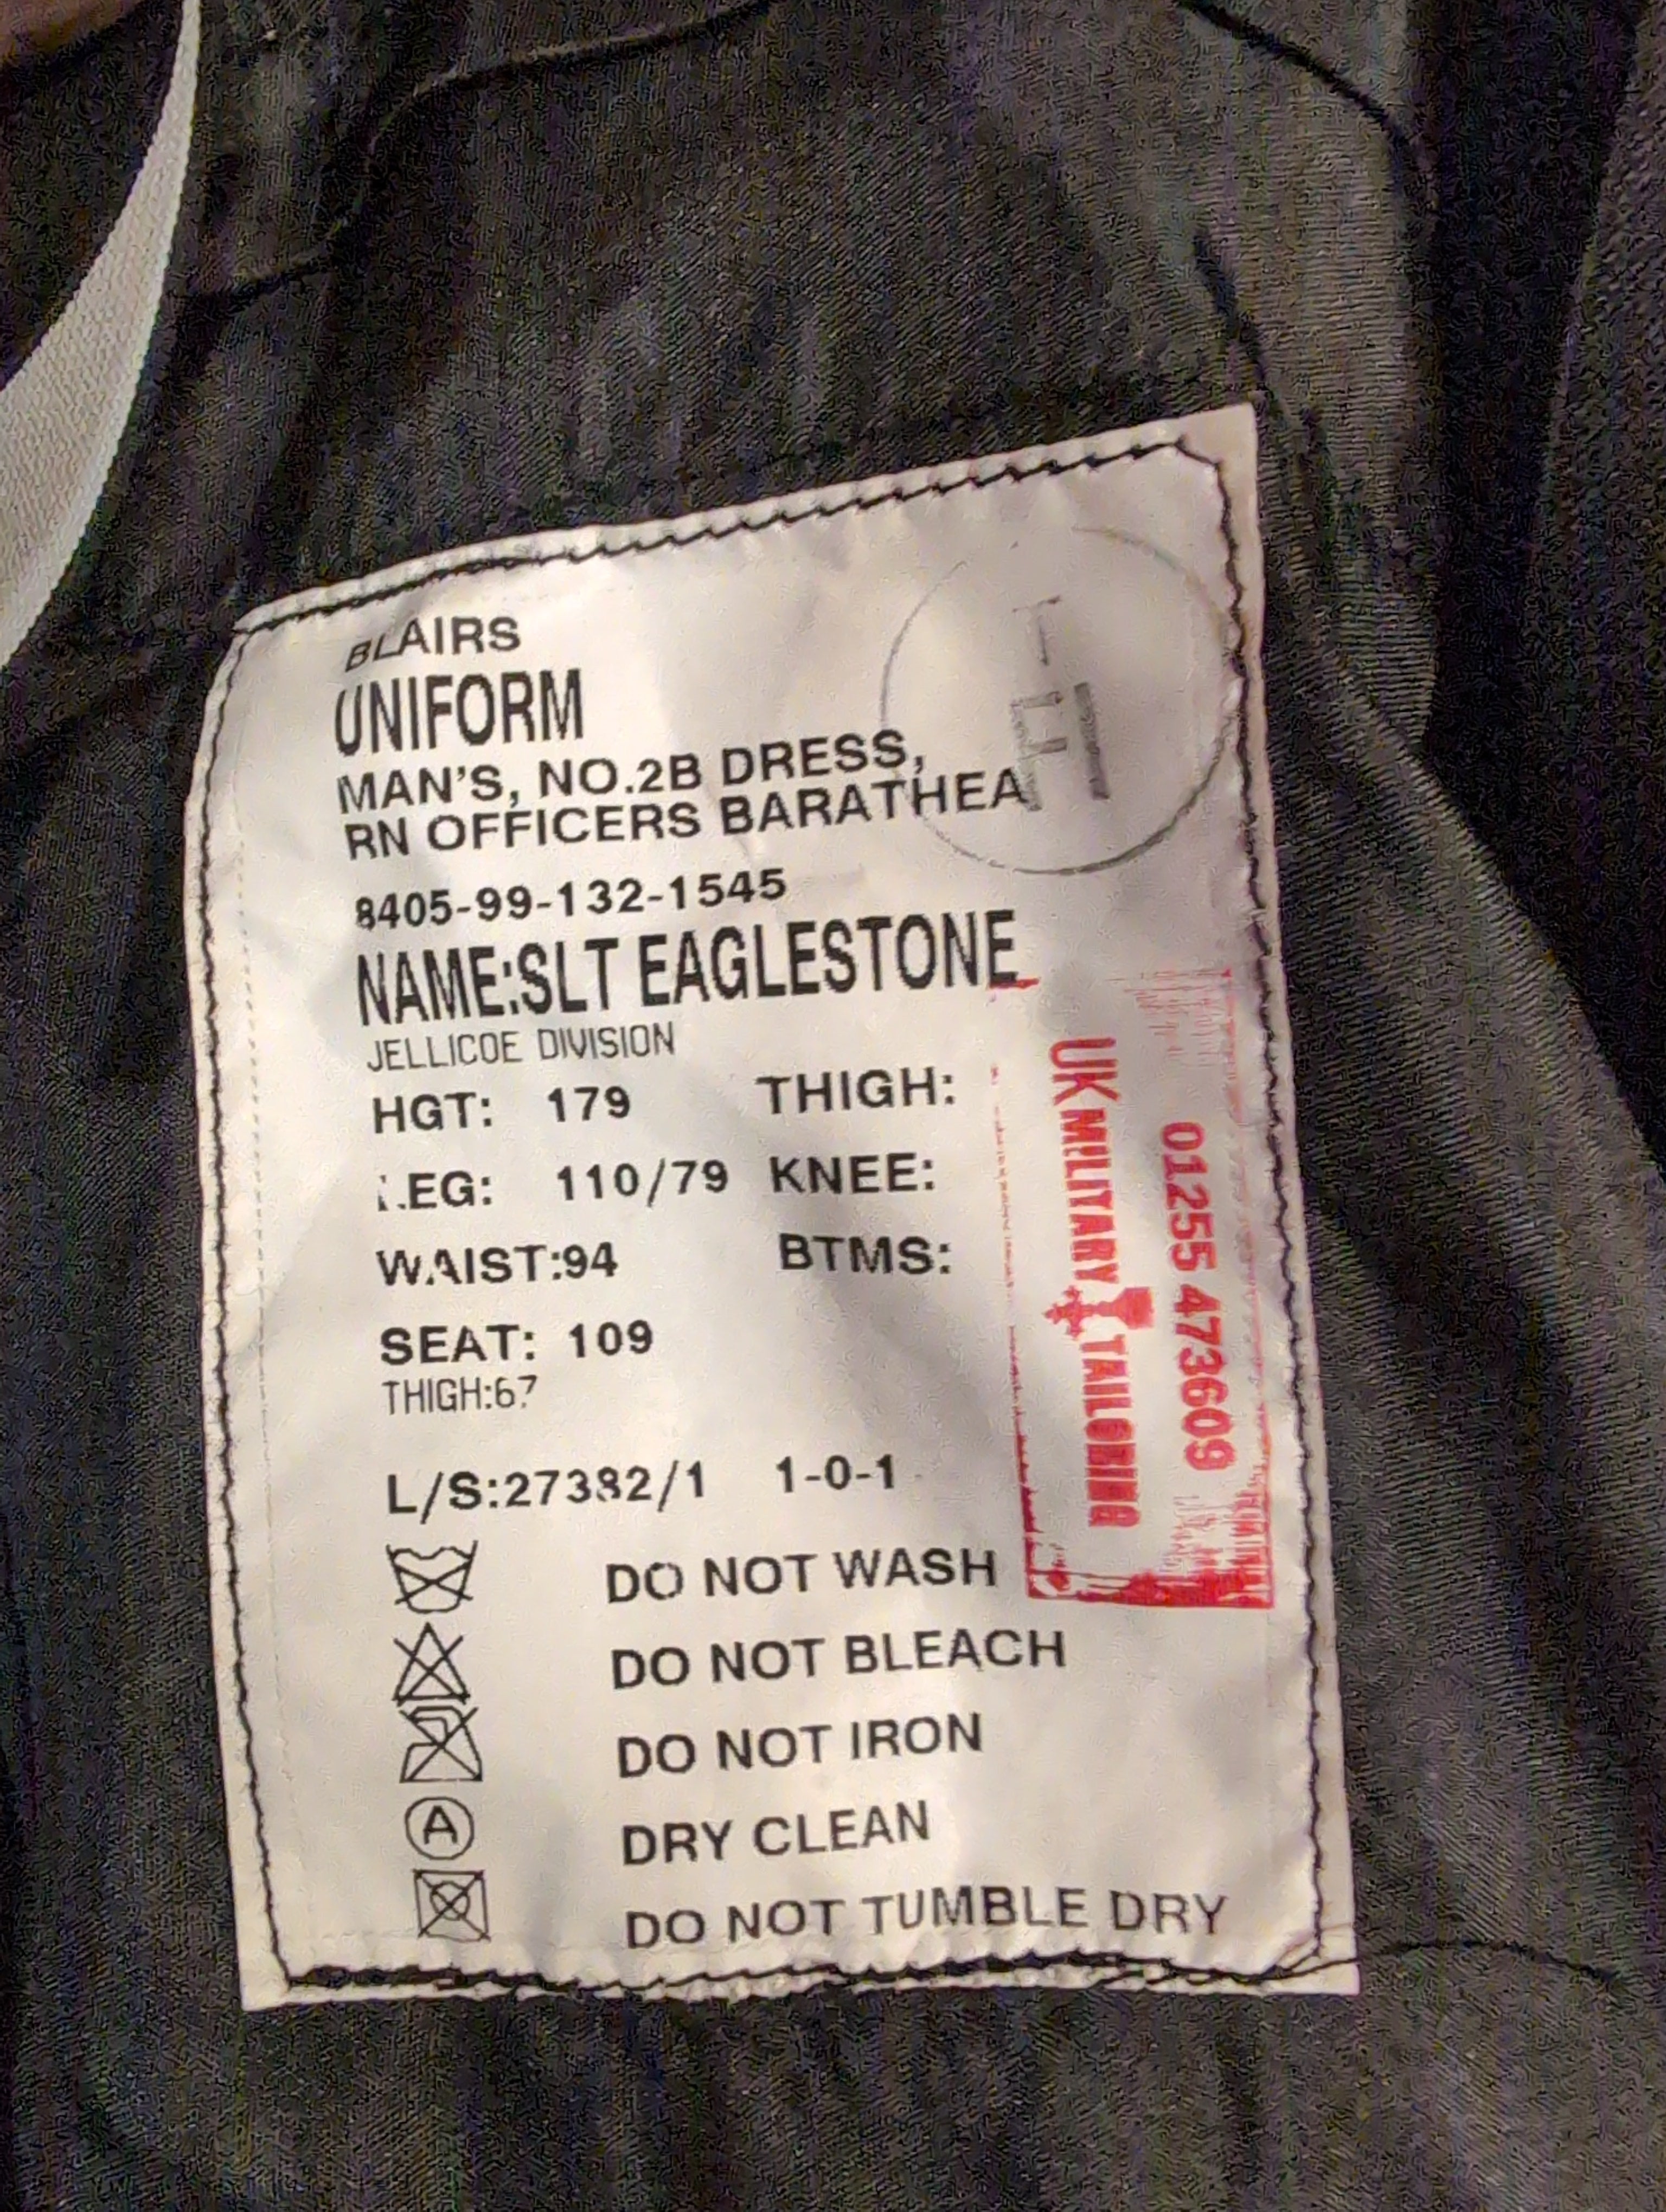 BLAIRS
UNIFORM
MAN'S, NO.2B DRESS,
RN OFFICERS BARATHEA
8405-99-132-1545
NAME:SLT EAGLESTONE
JELLICOE DIVISION
HGT: 179 THIGH:
LEG: 110/79 KNEE:
WAIST:94 BTMS:
SEAT: 109
THIGH:67
L/S:27382/1 1-0-1
DO NOT WASH
DO NOT BLEACH
DO NOT IRON
A DRY CLEAN
DO NOT TUMBLE DRY
UK MILITARY TAILORING
01255 473609